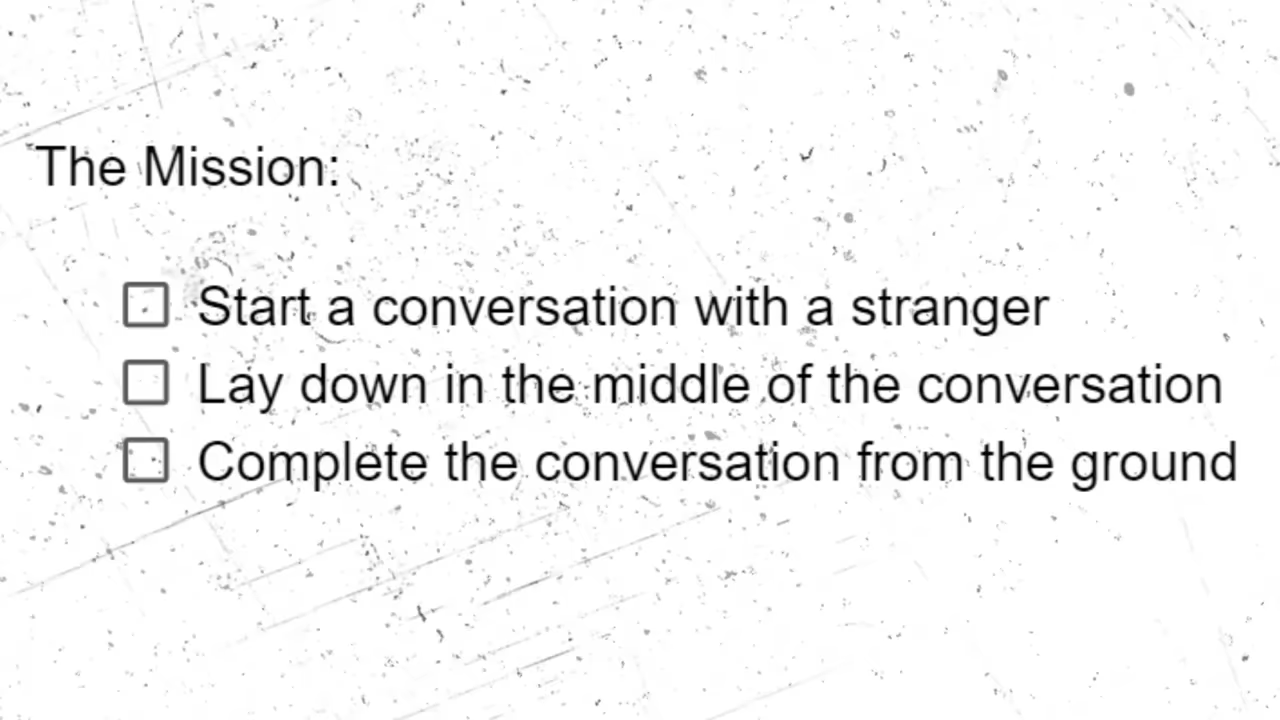 The Mission:
Start a conversation with a stranger
Lay down in the middle of the conversation
Complete the conversation from the ground